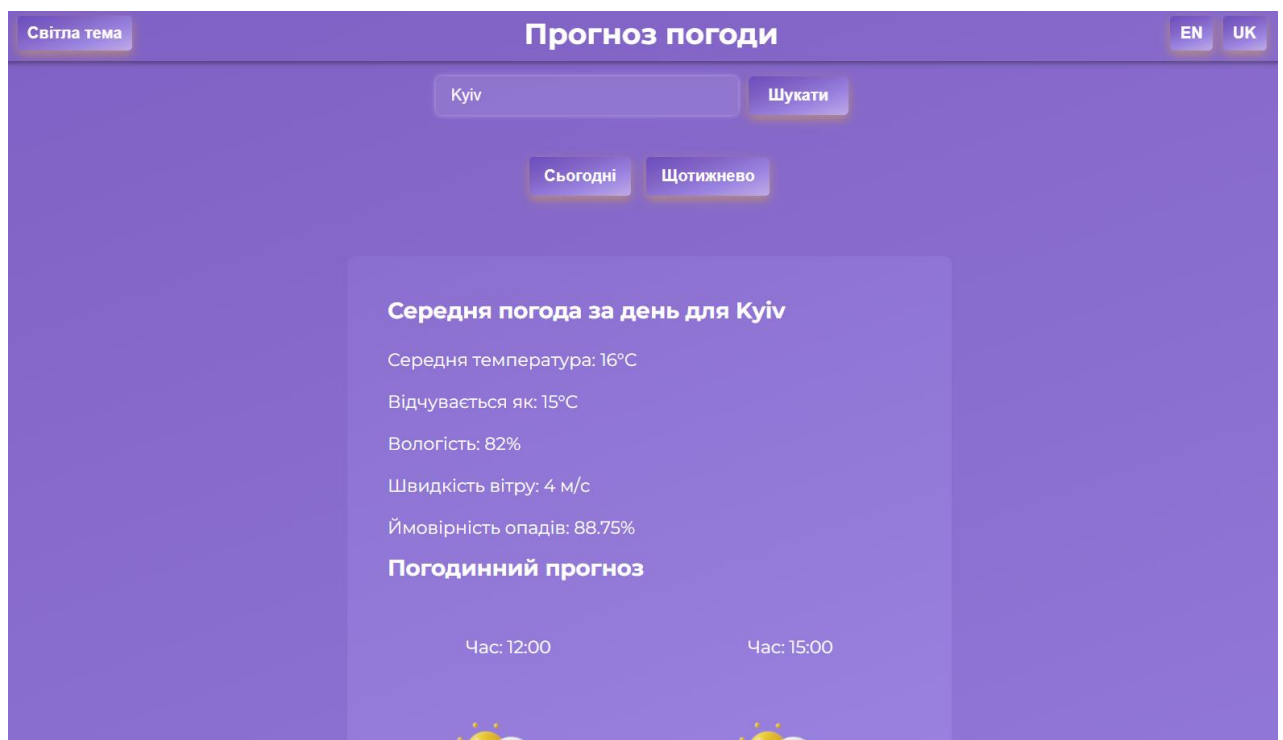 Світла тема
Прогноз погоди
EN UK
Kyiv
Шукати
Сьогодні Щотижнево
Середня погода за день для Kyiv
Середня температура: 16°C
Відчувається як: 15°C
Вологість: 82%
Швидкість вітру: 4 м/с
Ймовірність опадів: 88.75%
Погодинний прогноз
Час: 12:00 Час: 15:00